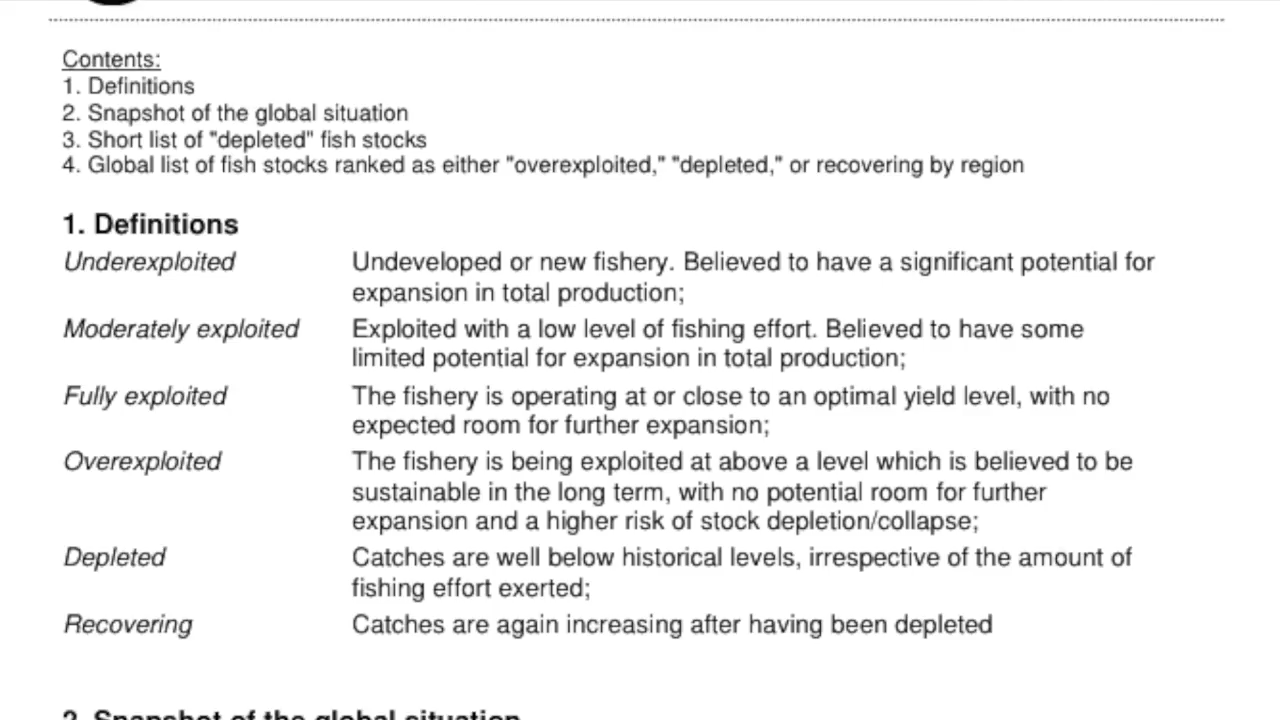 Contents:
1. Definitions
2. Snapshot of the global situation
3. Short list of "depleted" fish stocks
4. Global list of fish stocks ranked as either "overexploited," "depleted," or recovering by region
1. Definitions
Underexploited Undeveloped or new fishery. Believed to have a significant potential for
expansion in total production;
Moderately exploited Exploited with a low level of fishing effort. Believed to have some
limited potential for expansion in total production;
Fully exploited The fishery is operating at or close to an optimal yield level, with no
expected room for further expansion;
Overexploited The fishery is being exploited at above a level which is believed to be
sustainable in the long term, with no potential room for further
expansion and a higher risk of stock depletion/collapse;
Depleted Catches are well below historical levels, irrespective of the amount of
fishing effort exerted;
Recovering Catches are again increasing after having been depleted
2. Snapshot of the global situation